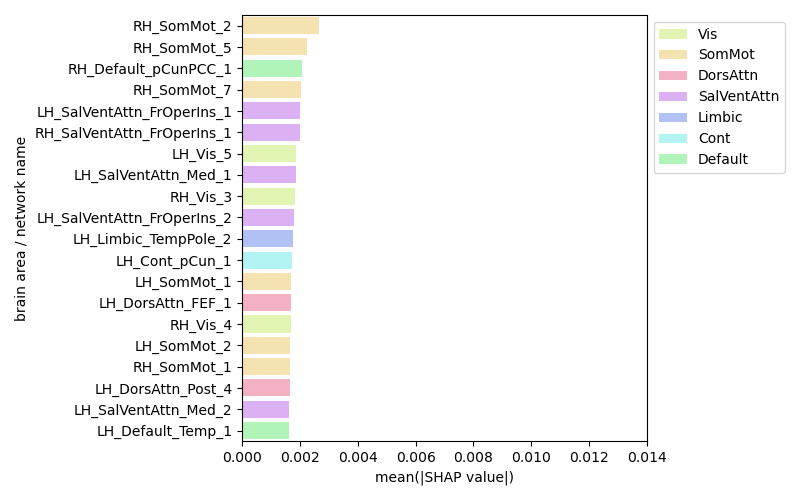 RH_SomMot_2
RH_SomMot_5
RH_Default_pCunPCC_1
RH_SomMot_7
LH_SalVentAttn_FrOperIns_1
RH_SalVentAttn_FrOperIns_1
LH_Vis_5
LH_SalVentAttn_Med_1
RH_Vis_3
LH_SalVentAttn_FrOperIns_2
LH_Limbic_TempPole_2
LH_Cont_pCun_1
LH_SomMot_1
LH_DorsAttn_FEF_1
RH_Vis_4
LH_SomMot_2
RH_SomMot_1
LH_DorsAttn_Post_4
LH_SalVentAttn_Med_2
LH_Default_Temp_1
brain area / network name
0.000 0.002 0.004 0.006 0.008 0.010 0.012 0.014
mean(|SHAP value|)
Vis
SomMot
DorsAttn
SalVentAttn
Limbic
Cont
Default